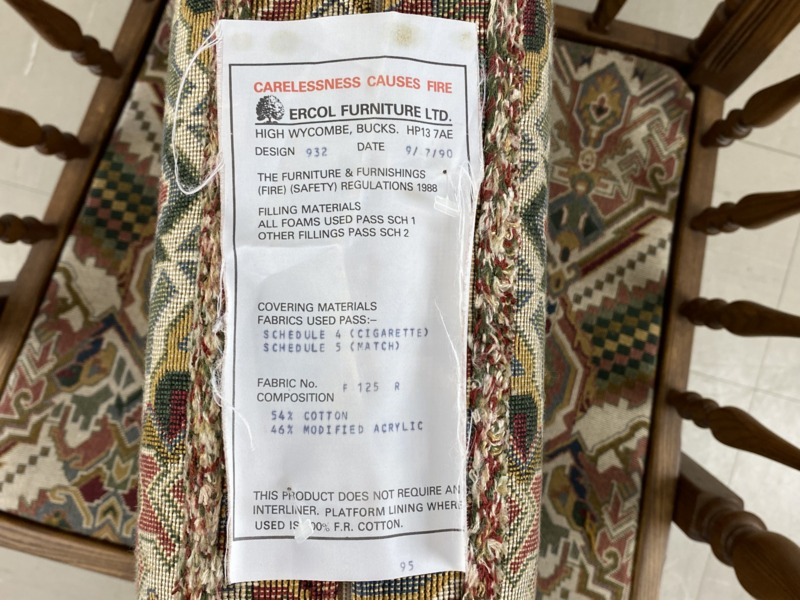 CARELESSNESS CAUSES FIRE
ERCOL FURNITURE LTD.
HIGH WYCOMBE, BUCKS. HP13 7AE
DESIGN 932 DATE 9/ 7/90
THE FURNITURE & FURNISHINGS
(FIRE) (SAFETY) REGULATIONS 1988
FILLING MATERIALS
ALL FOAMS USED PASS SCH 1
OTHER FILLINGS PASS SCH 2
COVERING MATERIALS
FABRICS USED PASS:–
SCHEDULE 4 (CIGARETTE)
SCHEDULE 5 (MATCH)
FABRIC No. F 125 R
COMPOSITION
54% COTTON
46% MODIFIED ACRYLIC
THIS PRODUCT DOES NOT REQUIRE AN
INTERLINER. PLATFORM LINING WHERE
USED IS 100% F.R. COTTON.
95